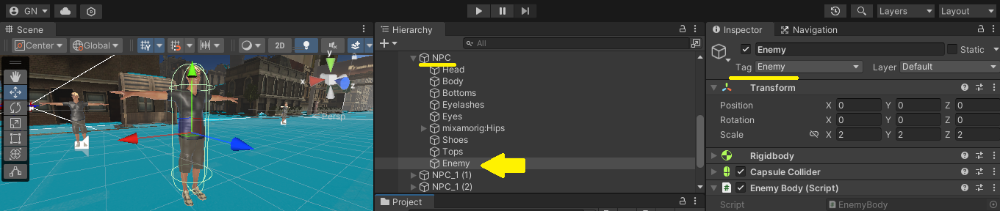 GN
Layers
Layout
Scene
Center
Global
2D
y
x
z
Persp
Hierarchy
All
NPC
Head
Body
Bottoms
Eyelashes
Eyes
mixamorig:Hips
Shoes
Tops
Enemy
NPC_1 (1)
NPC_1 (2)
Project
Inspector
Navigation
Enemy
Static
Tag Enemy Layer Default
Transform
Position X 0 Y 0 Z 0
Rotation X 0 Y 0 Z 0
Scale X 2 Y 2 Z 2
Rigidbody
Capsule Collider
Enemy Body (Script)
Script EnemyBody